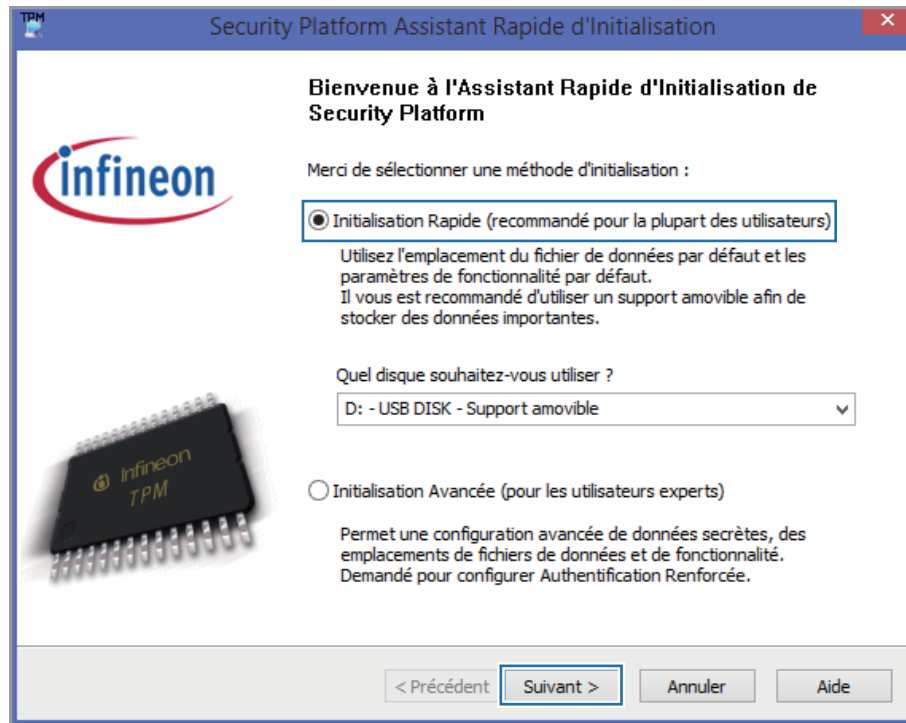 TPM
Security Platform Assistant Rapide d'Initialisation
Bienvenue à l'Assistant Rapide d'Initialisation de
Security Platform
infineon
Merci de sélectionner une méthode d'initialisation :
Initialisation Rapide (recommandé pour la plupart des utilisateurs)
Utilisez l'emplacement du fichier de données par défaut et les
paramètres de fonctionnalité par défaut.
Il vous est recommandé d'utiliser un support amovible afin de
stocker des données importantes.
Quel disque souhaitez-vous utiliser ?
D: - USB DISK - Support amovible
Infineon
TPM
Initialisation Avancée (pour les utilisateurs experts)
Permet une configuration avancée de données secrètes, des
emplacements de fichiers de données et de fonctionnalité.
Demandé pour configurer Authentification Renforcée.
< Précédent
Suivant >
Annuler
Aide